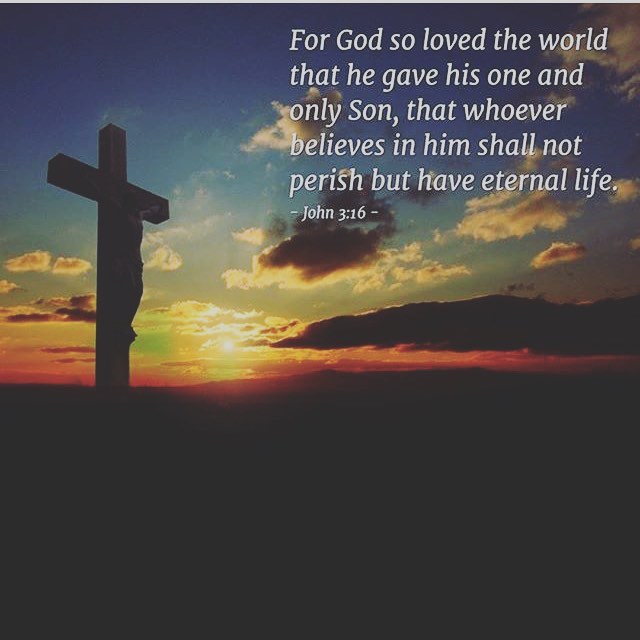 For God so loved the world
that he gave his one and
only Son, that whoever
believes in him shall not
perish but have eternal life.
- John 3:16 -